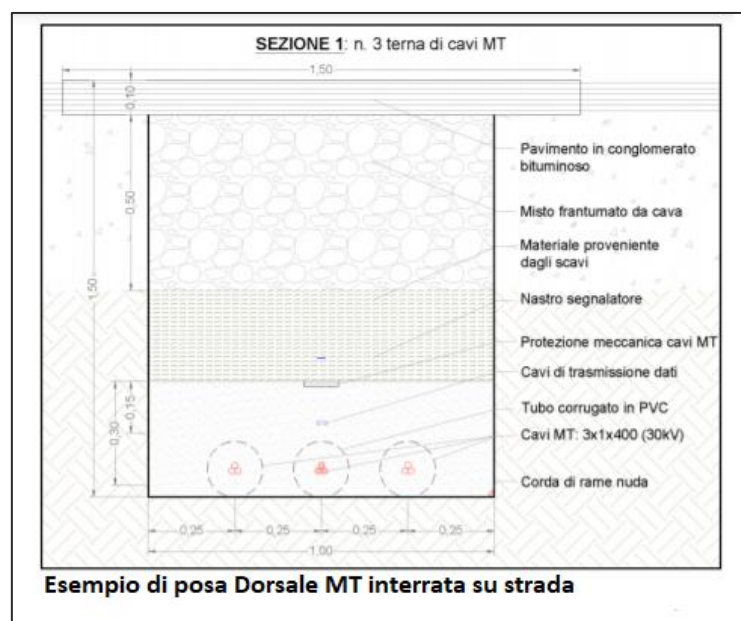 SEZIONE 1: n. 3 terna di cavi MT
1,50
0,10
Pavimento in conglomerato
bituminoso
0,50
Misto frantumato da cava
Materiale proveniente
dagli scavi
1,50
Nastro segnalatore
Protezione meccanica cavi MT
Cavi di trasmissione dati
0,15
0,30
Tubo corrugato in PVC
Cavi MT: 3x1x400 (30kV)
Corda di rame nuda
0,25
0,25
0,25
0,25
1,00
Esempio di posa Dorsale MT interrata su strada